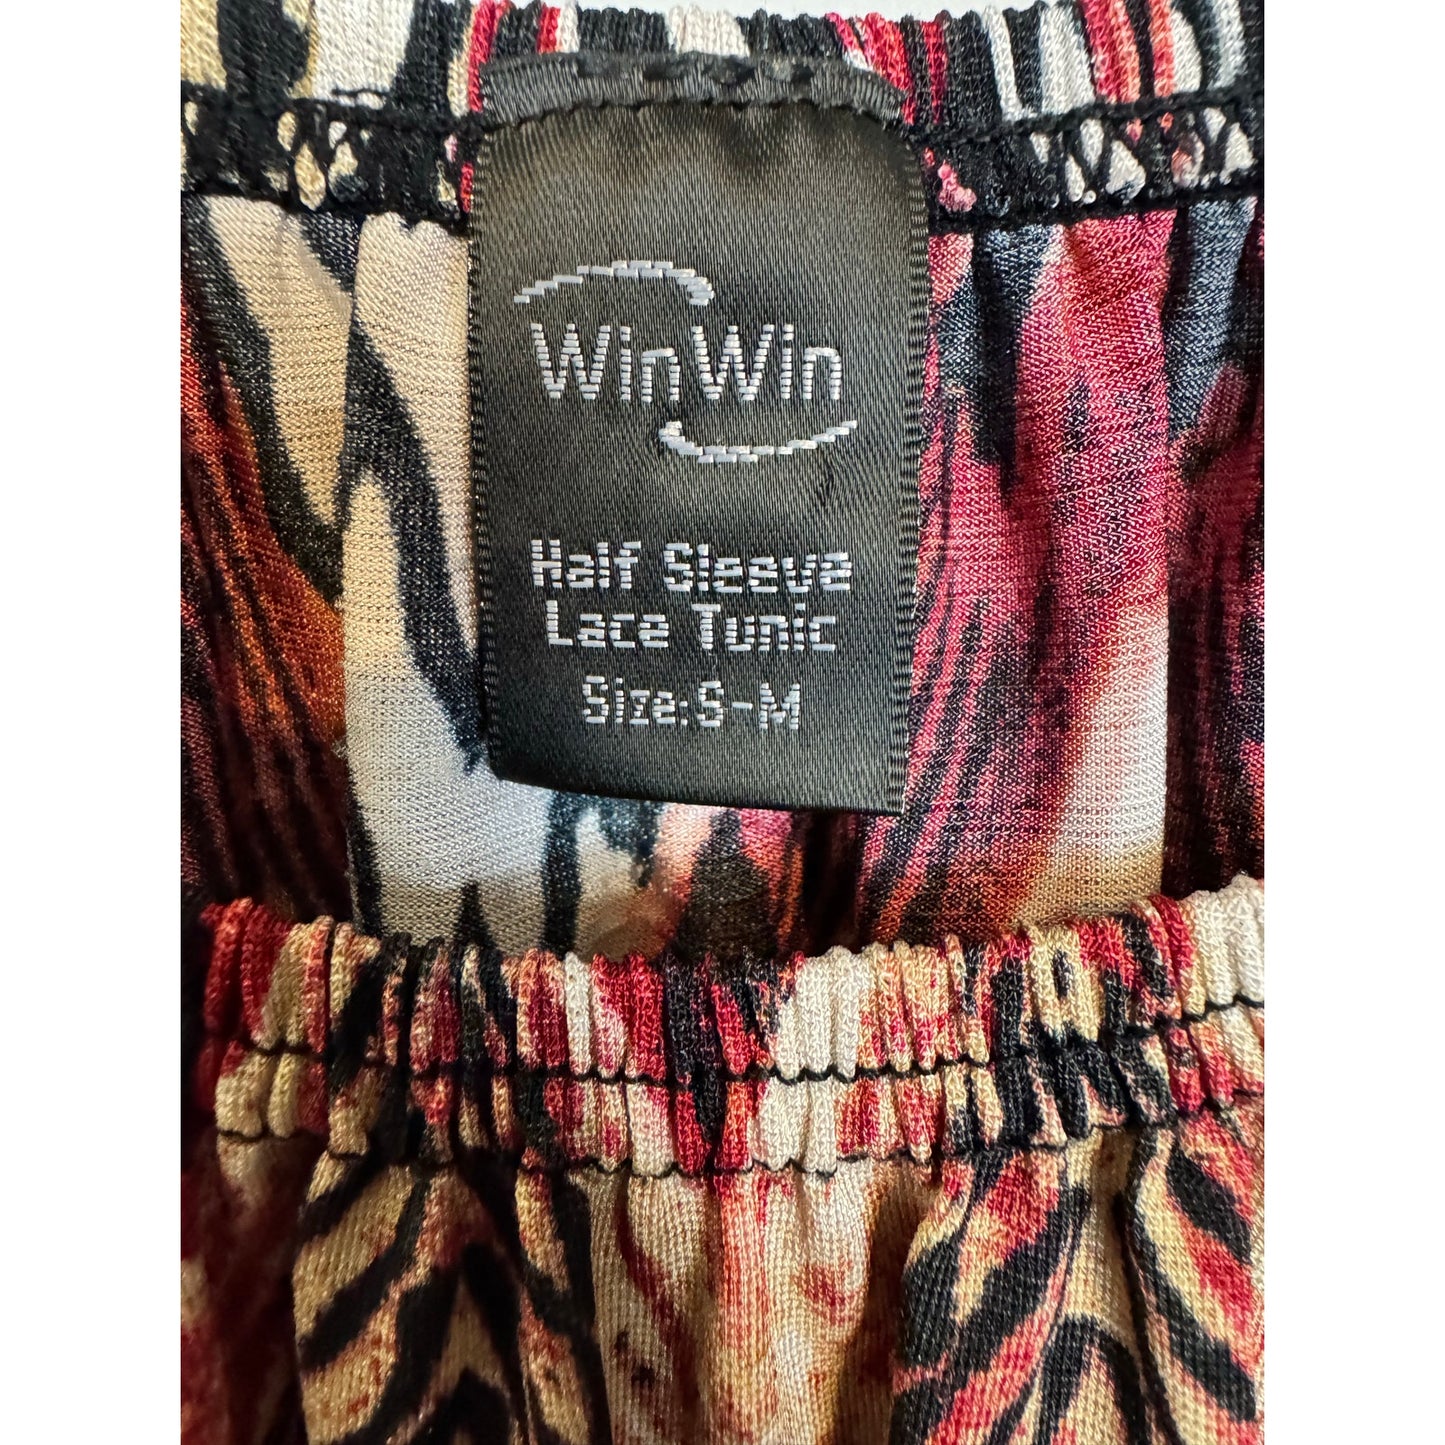 WinWin
Half Sleeve
Lace Tunic
Size:S-M